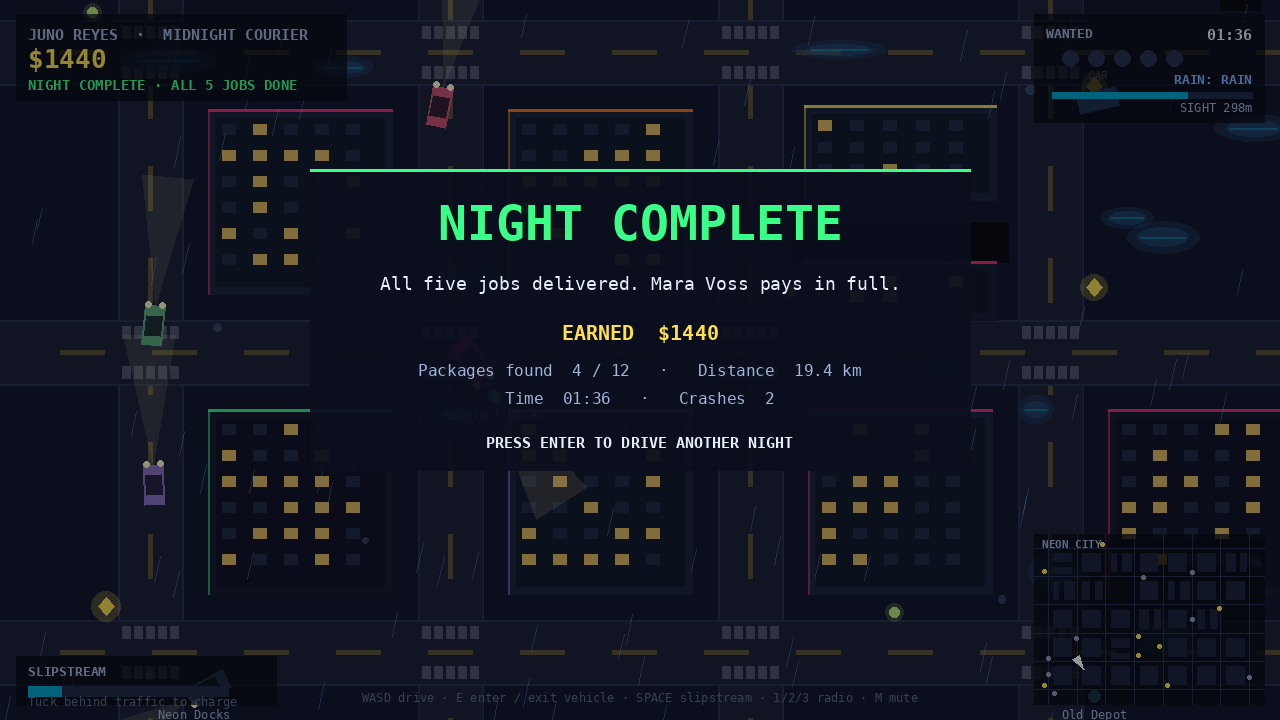 JUNO REYES · MIDNIGHT COURIER
$1440
NIGHT COMPLETE · ALL 5 JOBS DONE
WANTED
01:36
CAR
RAIN: RAIN
SIGHT 298m
NIGHT COMPLETE
All five jobs delivered. Mara Voss pays in full.
EARNED $1440
Packages found 4 / 12 · Distance 19.4 km
Time 01:36 · Crashes 2
PRESS ENTER TO DRIVE ANOTHER NIGHT
NEON CITY
SLIPSTREAM
Tuck behind traffic to charge
WASD drive · E enter / exit vehicle · SPACE slipstream · 1/2/3 radio · M mute
Neon Docks
Old Depot